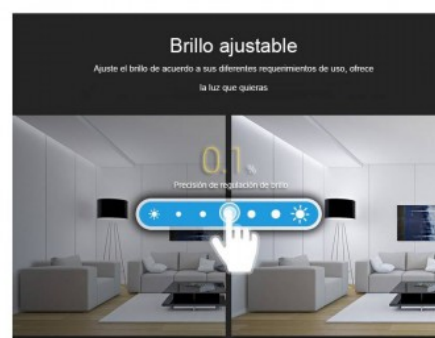 Brillo ajustable
Ajuste el brillo de acuerdo a sus diferentes requerimientos de uso, ofrece
la luz que quieras
0.1%
Precisión de regulación de brillo